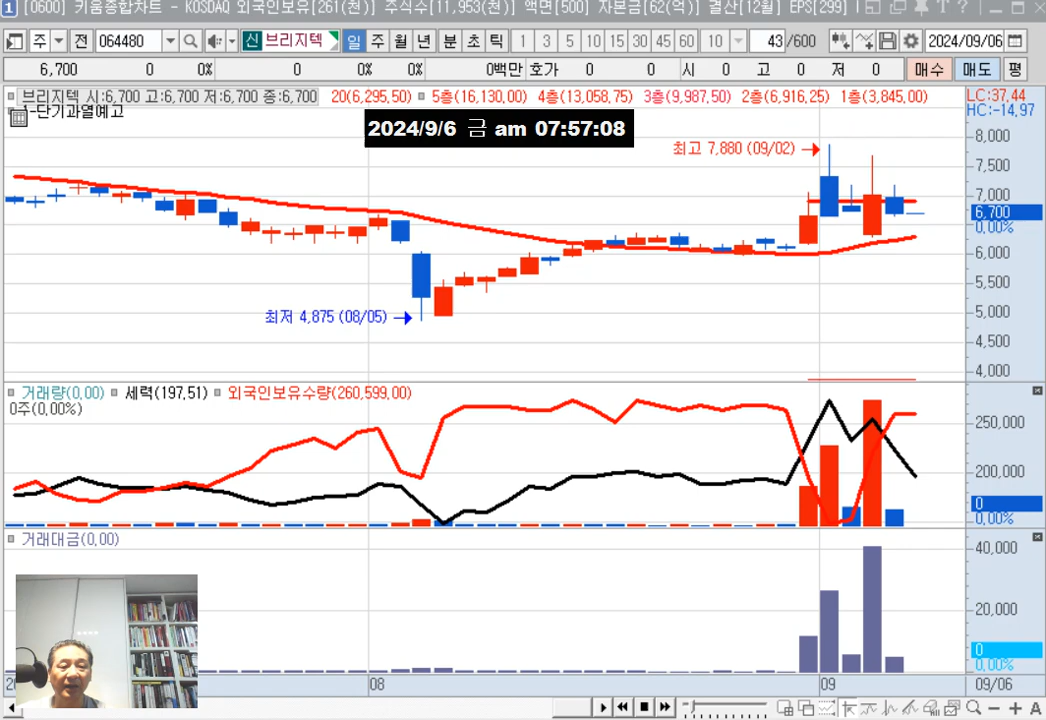 1 [0600] 키움종합차트 - KOSDAQ 외국인보유[261(천)] 주식수[11,953(천)] 액면[500] 자본금[62(억)] 결산[12월] EPS[299]
주 전 064480 신 브리지텍 일 주 월 년 분 초 틱 1 3 5 10 15 30 45 60 10 43 /600 2024/09/06
6,700 0 0% 0 0% 0% 0백만 호가 0 0 시 0 고 0 저 0 매수 매도 평
브리지텍 시:6,700 고:6,700 저:6,700 종:6,700 20(6,295.50) 5층(16,130.00) 4층(13,058.75) 3층(9,987.50) 2층(6,916.25) 1층(3,845.00) LC:37.44
HC:-14.97
-단기과열예고
2024/9/6 금 am 07:57:08
8,000
최고 7,880 (09/02)
7,500
7,000
6,700
0.00%
6,000
5,500
최저 4,875 (08/05)
5,000
4,500
4,000
거래량(0,00) 세력(197,51) 외국인보유수량(260,599.00)
0주(0,00%)
250,000
200,000
0
0,00%
거래대금(0,00)
40,000
20,000
0
0,00%
08 09 09/06